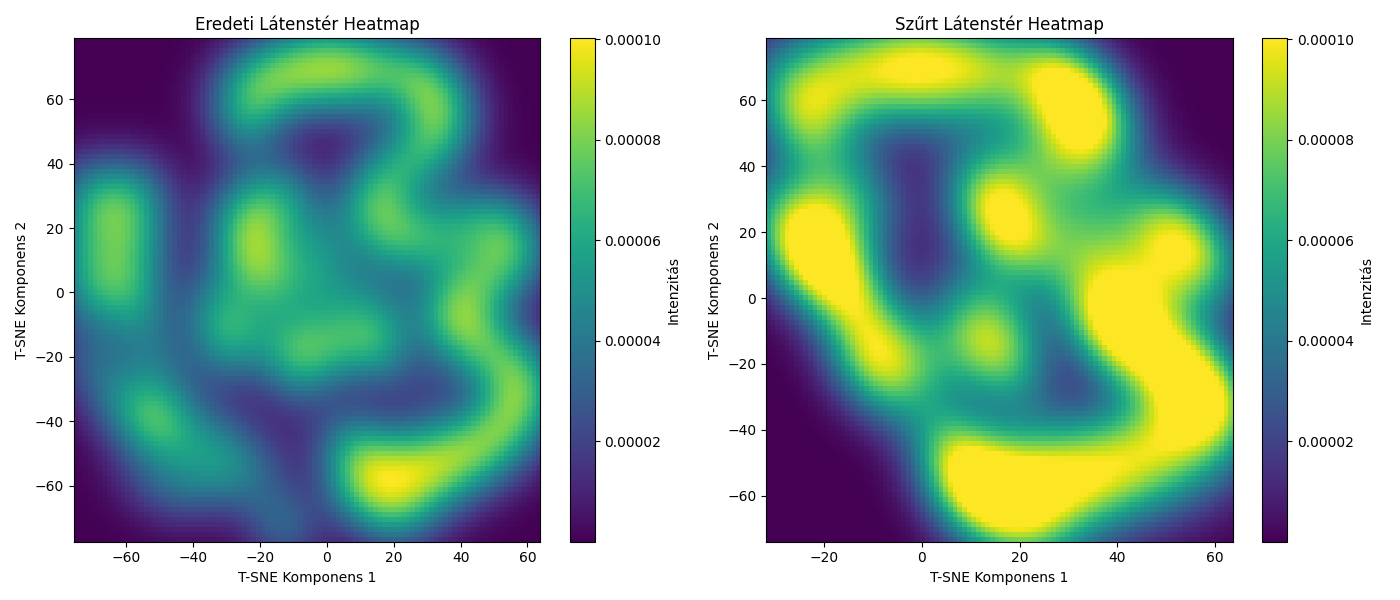 Eredeti Látenstér Heatmap
T-SNE Komponens 2
60
40
20
0
−20
−40
−60
−60 −40 −20 0 20 40 60
T-SNE Komponens 1
0.00010
0.00008
0.00006
0.00004
0.00002
Intenzitás
Szűrt Látenstér Heatmap
T-SNE Komponens 2
60
40
20
0
−20
−40
−60
−20 0 20 40 60
T-SNE Komponens 1
0.00010
0.00008
0.00006
0.00004
0.00002
Intenzitás